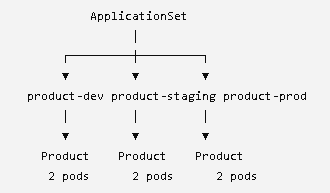 ApplicationSet
product-dev product-staging product-prod
Product Product Product
2 pods 2 pods 2 pods